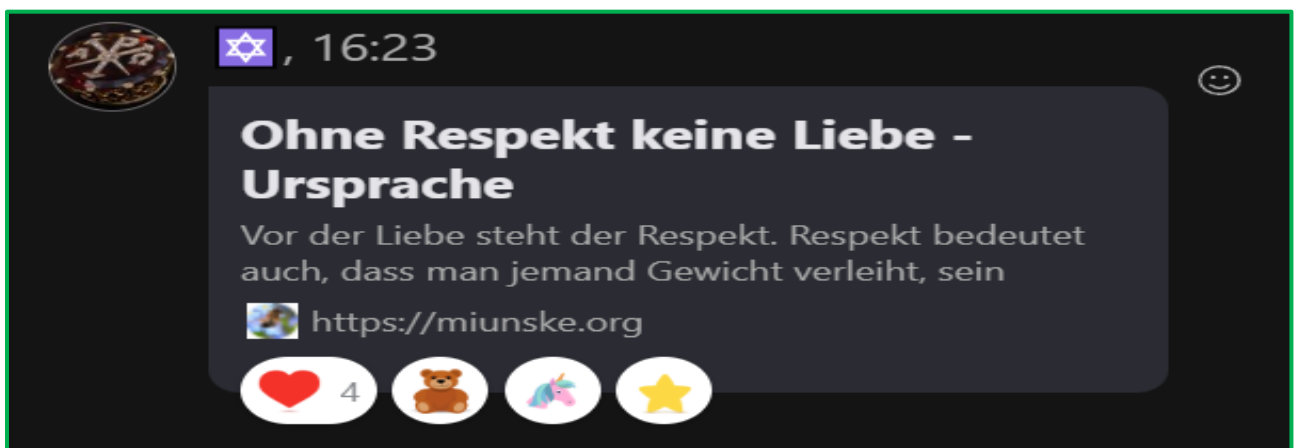 ✡, 16:23
Ohne Respekt keine Liebe -
Ursprache
Vor der Liebe steht der Respekt. Respekt bedeutet
auch, dass man jemand Gewicht verleiht, sein
https://miunske.org
4